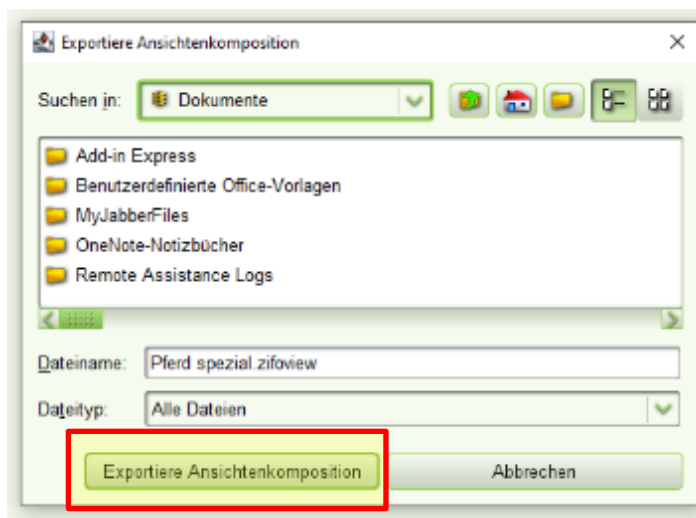 Exportiere Ansichtenkomposition
Suchen in: Dokumente
Add-in Express
Benutzerdefinierte Office-Vorlagen
MyJabberFiles
OneNote-Notizbücher
Remote Assistance Logs
Dateiname: Pferd spezial.zifoview
Dateityp: Alle Dateien
Exportiere Ansichtenkomposition Abbrechen